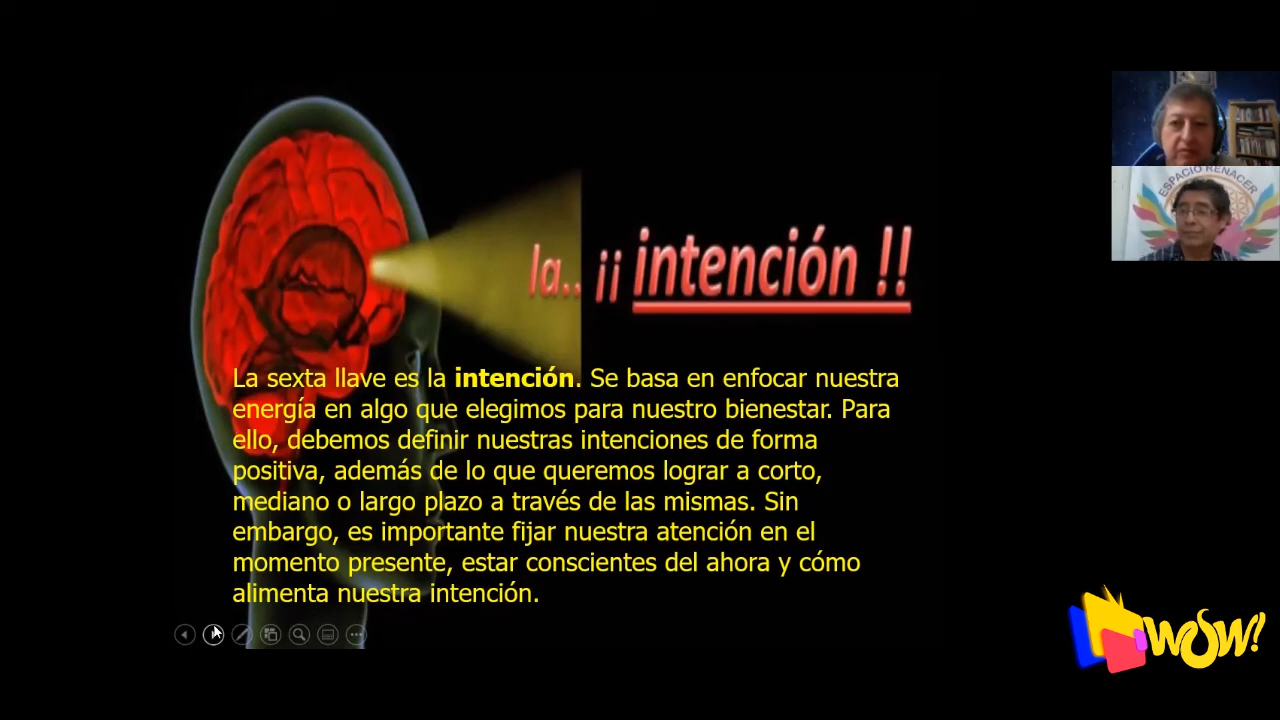 ESPACIO RENACER
la.. ¡¡ intención !!
La sexta llave es la intención. Se basa en enfocar nuestra
energía en algo que elegimos para nuestro bienestar. Para
ello, debemos definir nuestras intenciones de forma
positiva, además de lo que queremos lograr a corto,
mediano o largo plazo a través de las mismas. Sin
embargo, es importante fijar nuestra atención en el
momento presente, estar conscientes del ahora y cómo
alimenta nuestra intención.
WOW!